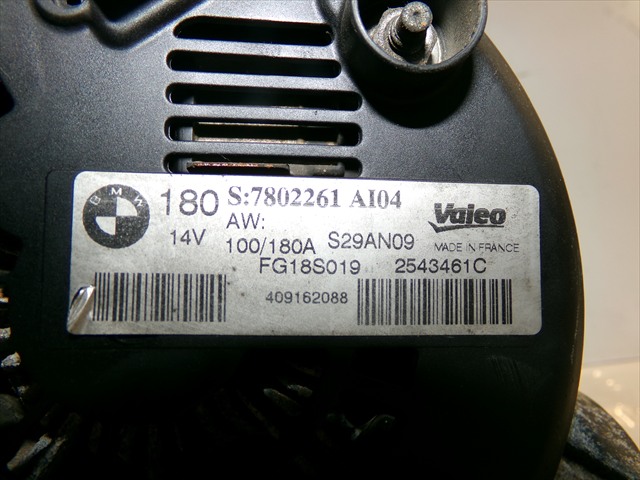 BMW 180 S:7802261 AI04 Valeo
AW:
14V 100/180A S29AN09 MADE IN FRANCE
FG18S019 2543461C
409162088